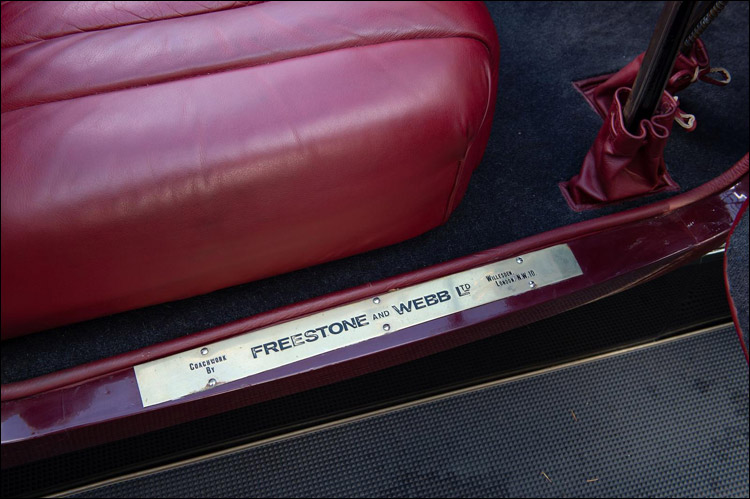 COACHWORK
BY
FREESTONE AND WEBB LTD
WILLESDEN,
LONDON, N.W.10